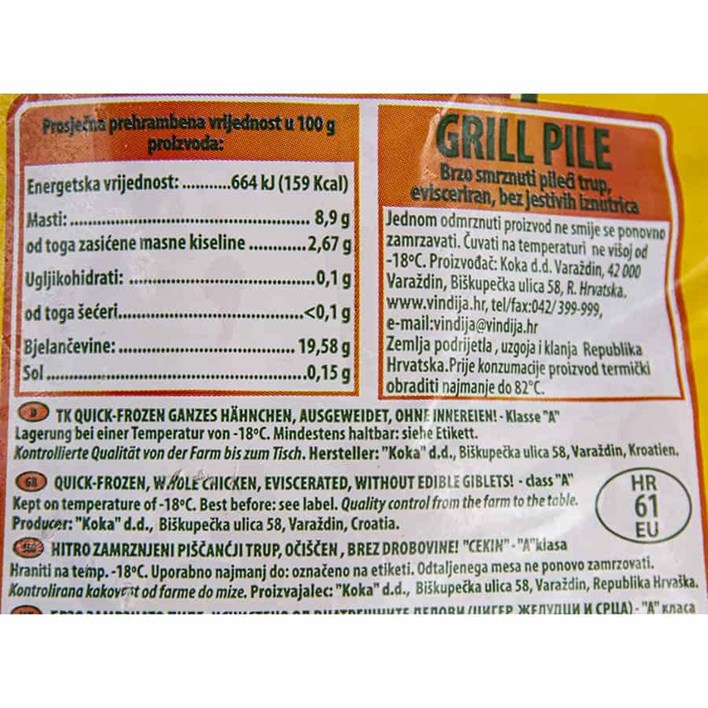 Prosječna prehrambena vrijednost u 100 g
proizvoda:
Energetska vrijednost: ............664 kJ (159 Kcal)
Masti: ............ 8,9 g
od toga zasićene masne kiseline ............ 2,67 g
Ugljikohidrati: ............0,1 g
od toga šećeri............<0,1 g
Bjelančevine: ............ 19,58 g
Sol ............0,15 g
GRILL PILE
Brzo smrznuti pileći trup,
evisceriran, bez jestivih iznutrica
Jednom odmrznuti proizvod ne smije se ponovno
zamrzavati. Čuvati na temperaturi ne višoj od
-18°C. Proizvođač: Koka d.d. Varaždin, 42 000
Varaždin, Biškupečka ulica 58, R. Hrvatska.
www.vindija.hr, tel/fax:042/399-999,
e-mail:vindija@vindija.hr
Zemlja podrijetla, uzgoja i klanja Republika
Hrvatska.Prije konzumacije proizvod termički
obraditi najmanje do 82°C.
D TK QUICK-FROZEN GANZES HÄHNCHEN, AUSGEWEIDET, OHNE INNEREIEN! - Klasse "A"
Lagerung bei einer Temperatur von -18°C. Mindestens haltbar: siehe Etikett.
Kontrollierte Qualität von der Farm bis zum Tisch. Hersteller: "Koka" d.d., Biškupečka ulica 58, Varaždin, Kroatien.
GB QUICK-FROZEN, WHOLE CHICKEN, EVISCERATED, WITHOUT EDIBLE GIBLETS! - class "A"
Kept on temperature of -18°C. Best before: see label. Quality control from the farm to the table.
Producer: "Koka" d.d., Biškupečka ulica 58, Varaždin, Croatia.
HR
61
EU
HITRO ZAMRZNJENI PIŠČANČJI TRUP, OČIŠČEN, BREZ DROBOVINE! "CEKIN" - "A"klasa
Hraniti na temp. -18°C. Uporabno najmanj do: označeno na etiketi. Odtaljenega mesa ne ponovo zamrzovati.
Kontrolirana kakovost od farme do mize. Proizvajalec: "Koka" d.d., Biškupečka ulica 58, Varaždin, Republika Hrvaška.
(ЦИГЕР ЖЕЛУДЦИ И СРЦА) - "А" класа